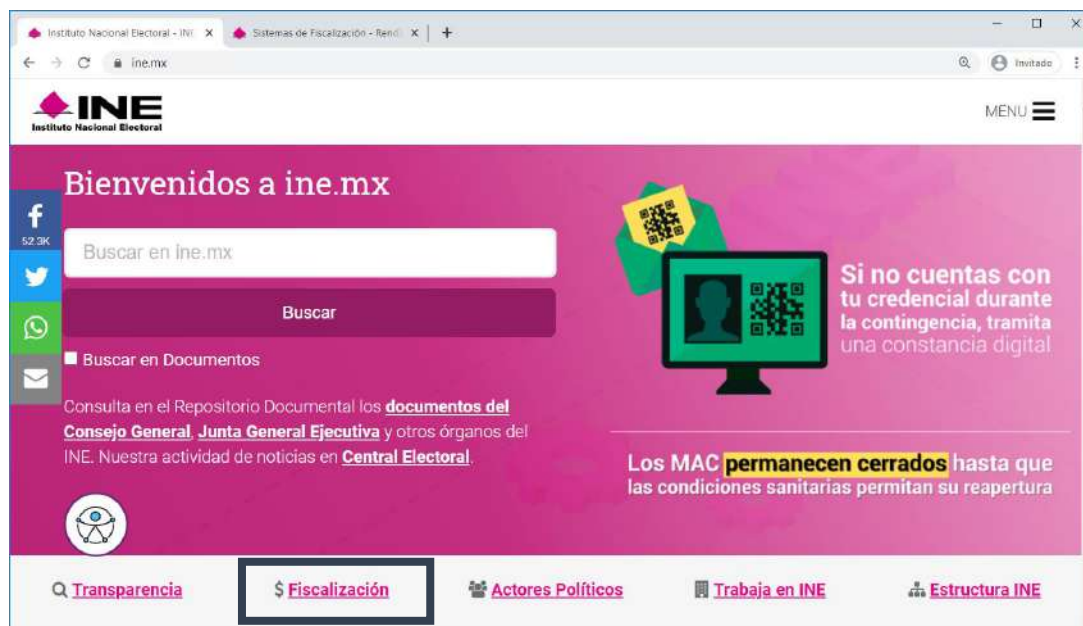 Instituto Nacional Electoral - INE
Sistemas de Fiscalización - Rendi
ine.mx
Invitado
INE
Instituto Nacional Electoral
MENU
Bienvenidos a ine.mx
52.3K
Buscar en ine.mx
Buscar
Buscar en Documentos
Consulta en el Repositorio Documental los documentos del
Consejo General, Junta General Ejecutiva y otros órganos del
INE. Nuestra actividad de noticias en Central Electoral.
Si no cuentas con
tu credencial durante
la contingencia, tramita
una constancia digital
Los MAC permanecen cerrados hasta que
las condiciones sanitarias permitan su reapertura
Transparencia
$ Fiscalización
Actores Políticos
Trabaja en INE
Estructura INE